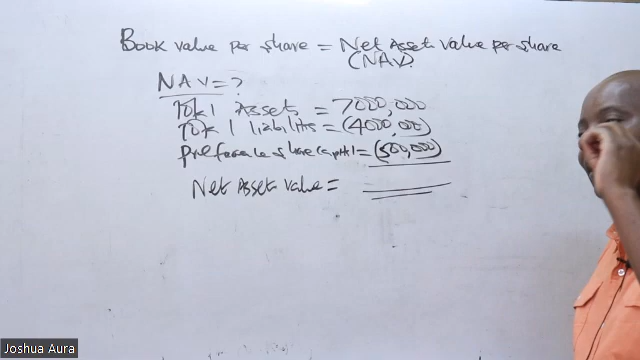 Book value per share = Net Asset value per share
(NAV).
NAV = ?
Total Assets = 7000,000
Total liabilities = (4000,000)
preference share capital = (500,000)
Net Asset value =
Joshua Aura